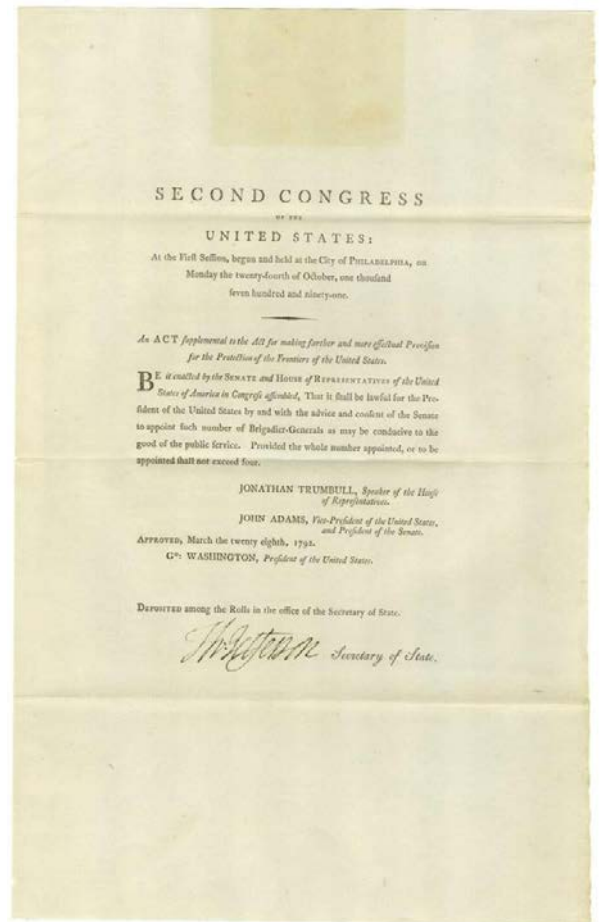 SECOND CONGRESS
OF THE
UNITED STATES:
At the Firſt Seſſion, begun and held at the City of PHILADELPHIA, on
Monday the twenty-fourth of October, one thouſand
ſeven hundred and ninety-one.
An ACT ſupplemental to the Act for making farther and more effectual Proviſion
for the Protection of the Frontiers of the United States.
BE it enacted by the SENATE and HOUSE of REPRESENTATIVES of the United
States of America in Congreſs aſſembled, That it ſhall be lawful for the Pre-
ſident of the United States by and with the advice and conſent of the Senate
to appoint ſuch number of Brigadier-Generals as may be conducive to the
good of the public ſervice. Provided the whole number appointed, or to be
appointed ſhall not exceed four.
JONATHAN TRUMBULL, Speaker of the Houſe
of Repreſentatives.
JOHN ADAMS, Vice-Preſident of the United States,
and Preſident of the Senate.
APPROVED, March the twenty eighth, 1792.
Go: WASHINGTON, Preſident of the United States.
DEPOSITED among the Rolls in the office of the Secretary of State.
Th: Jefferson Secretary of State.